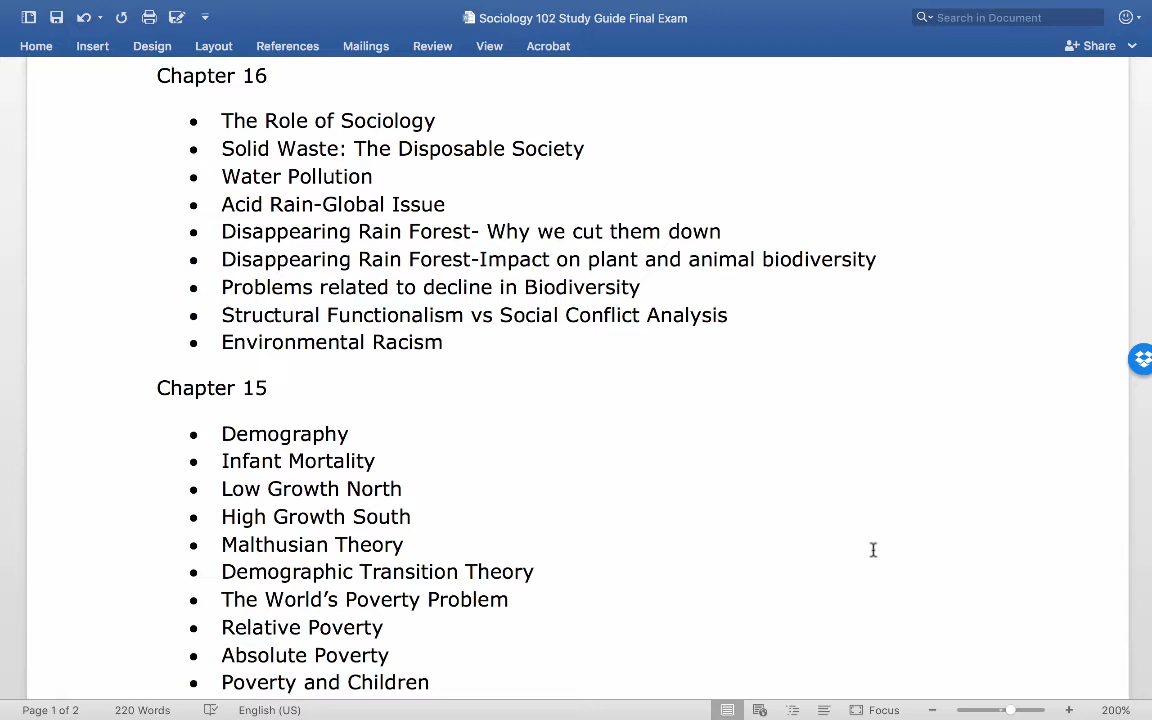 Sociology 102 Study Guide Final Exam
Search in Document
Home Insert Design Layout References Mailings Review View Acrobat Share
Chapter 16
• The Role of Sociology
• Solid Waste: The Disposable Society
• Water Pollution
• Acid Rain-Global Issue
• Disappearing Rain Forest- Why we cut them down
• Disappearing Rain Forest-Impact on plant and animal biodiversity
• Problems related to decline in Biodiversity
• Structural Functionalism vs Social Conflict Analysis
• Environmental Racism
Chapter 15
• Demography
• Infant Mortality
• Low Growth North
• High Growth South
• Malthusian Theory
• Demographic Transition Theory
• The World’s Poverty Problem
• Relative Poverty
• Absolute Poverty
• Poverty and Children
Page 1 of 2 220 Words English (US) Focus 200%